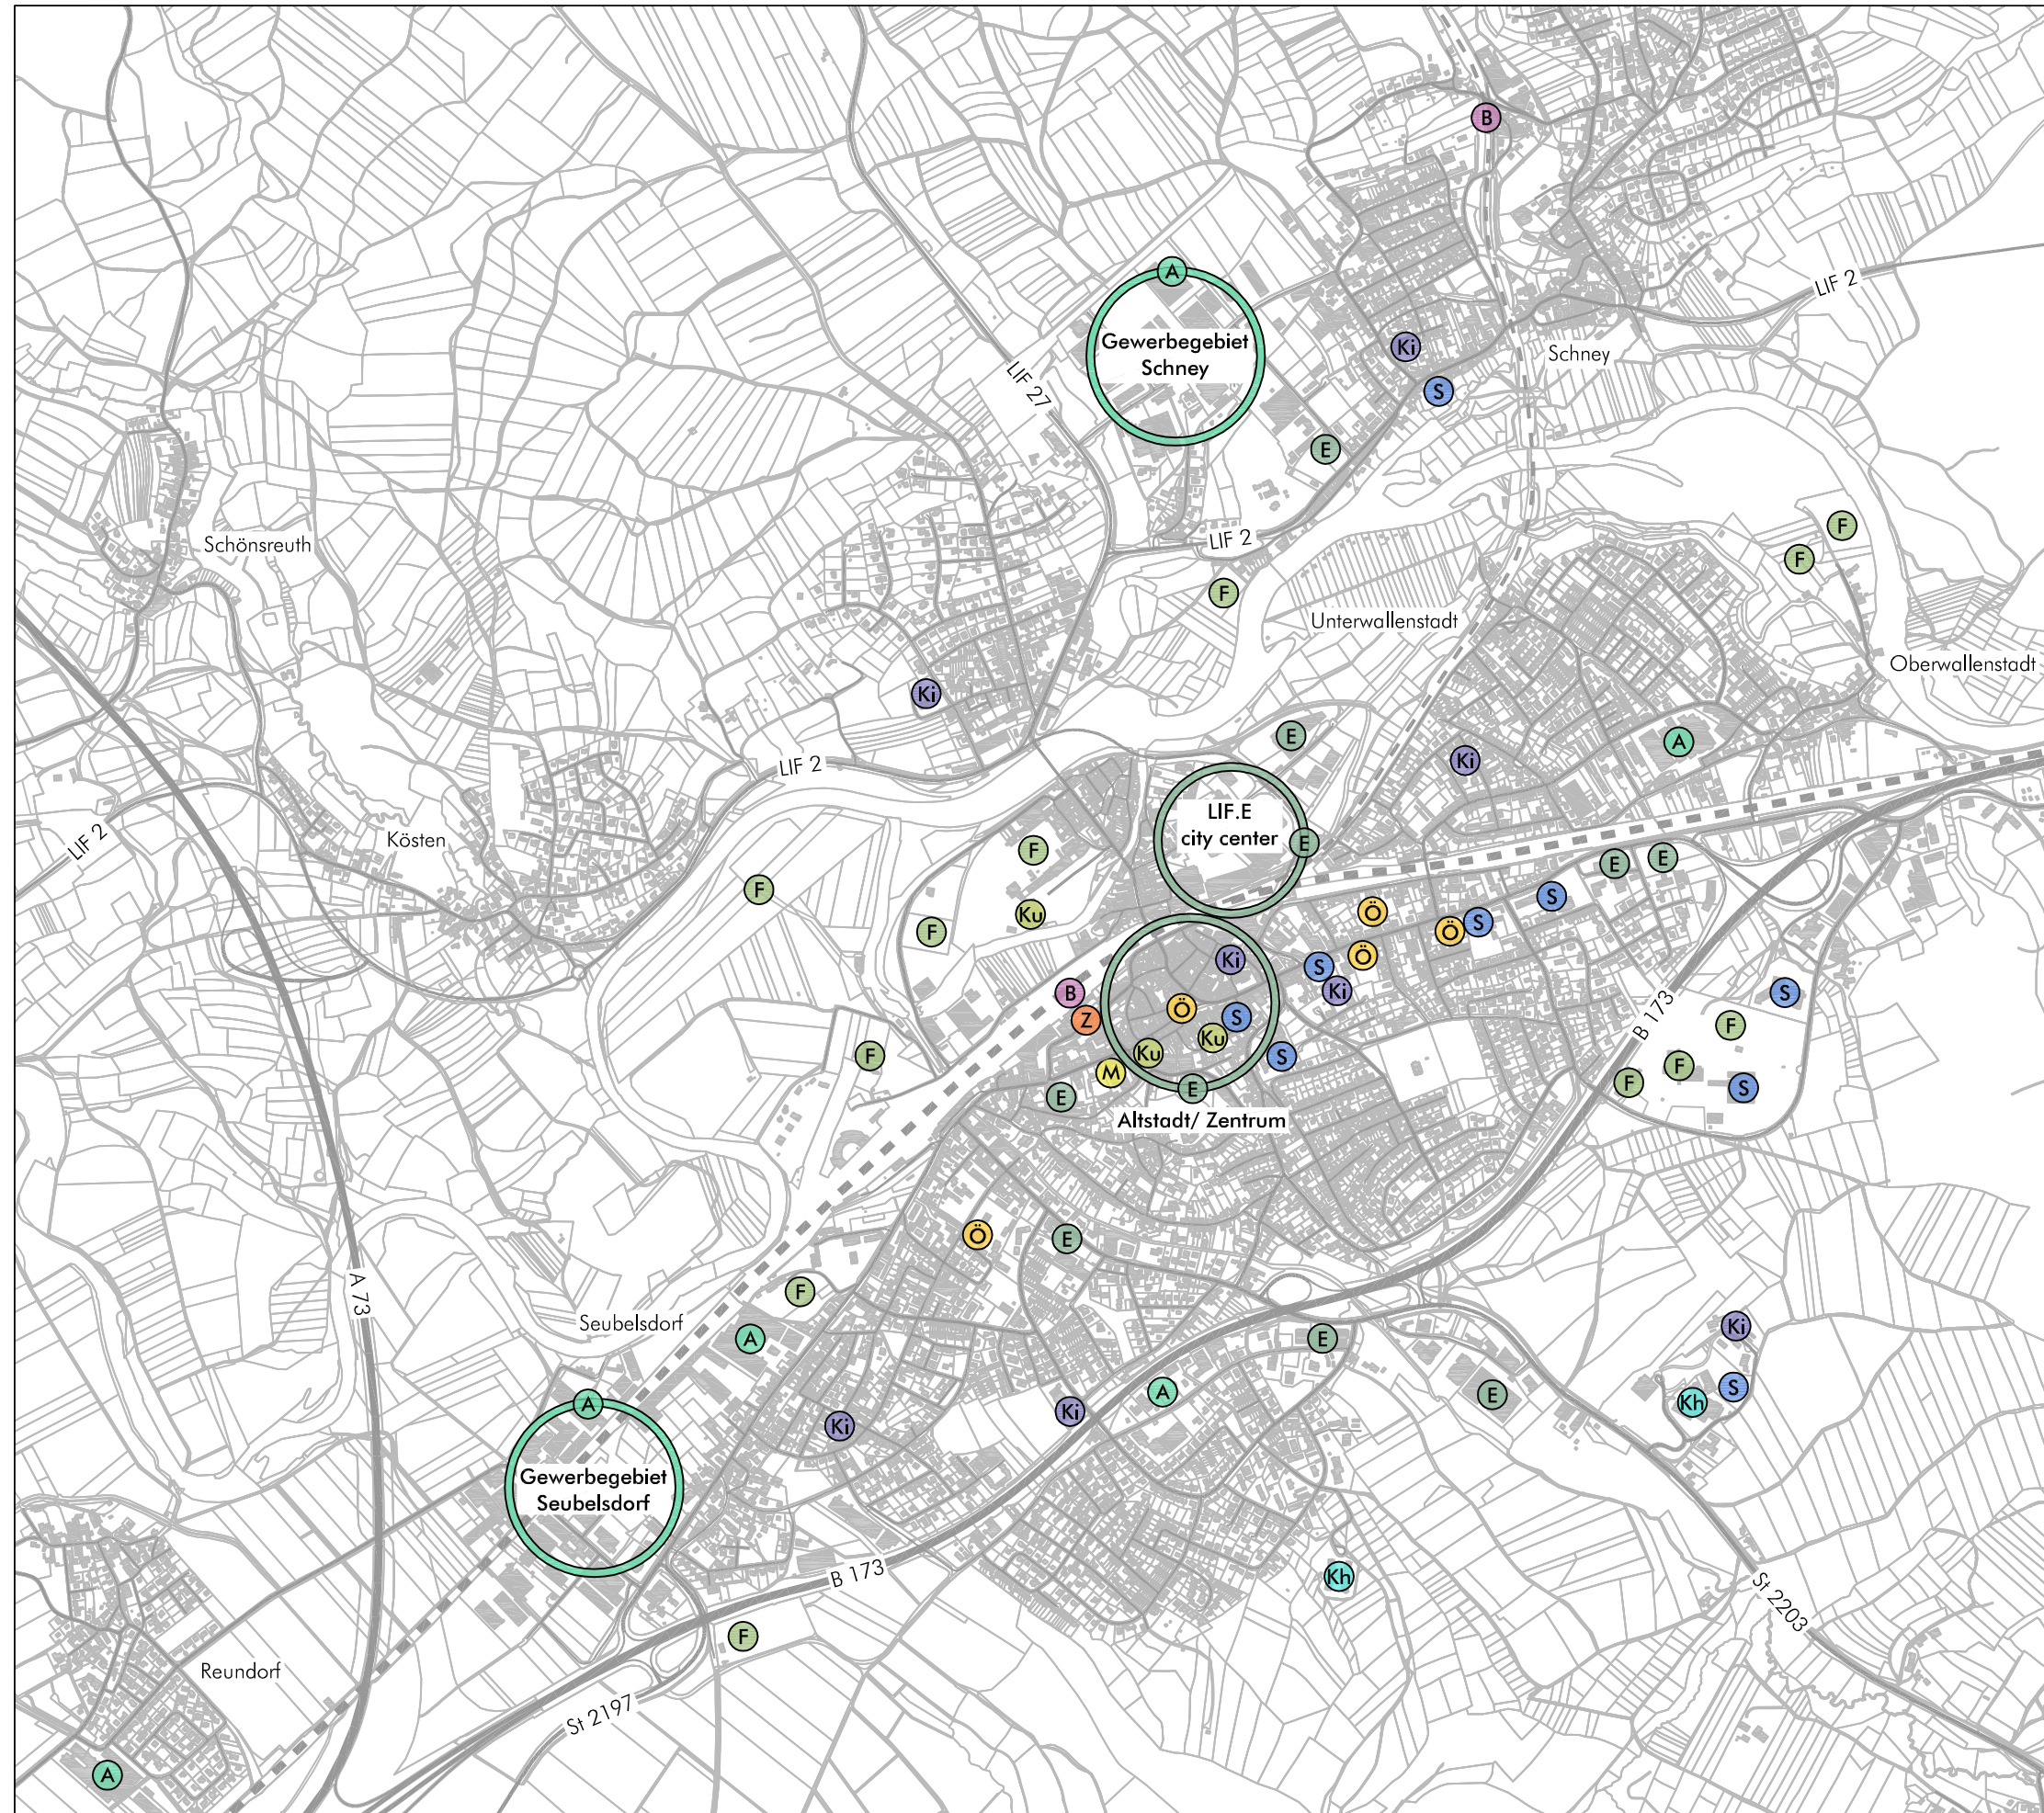 B
A
LIF 2
Gewerbegebiet
Schney
Ki
Schney
LIF 27
S
E
F
Schönsreuth
LIF 2
F
F
Unterwallenstadt
Oberwallenstadt
Ki
E
A
Ki
LIF 2
LIF.E
city center
E
LIF 2
Kösten
F
E
E
F
S
Ku
Ö
S
F
Ö
Ö
Ki
S
B
Ki
S
Z
Ö
S
B 173
F
Ku
F
Ku
S
F
M
F
S
E
E
Altstadt/ Zentrum
Ö
E
A 73
F
Seubelsdorf
A
E
Ki
A
E
S
Kh
A
Ki
Ki
Gewerbegebiet
Seubelsdorf
B 173
Kh
St 2203
F
Reundorf
St 2197
A